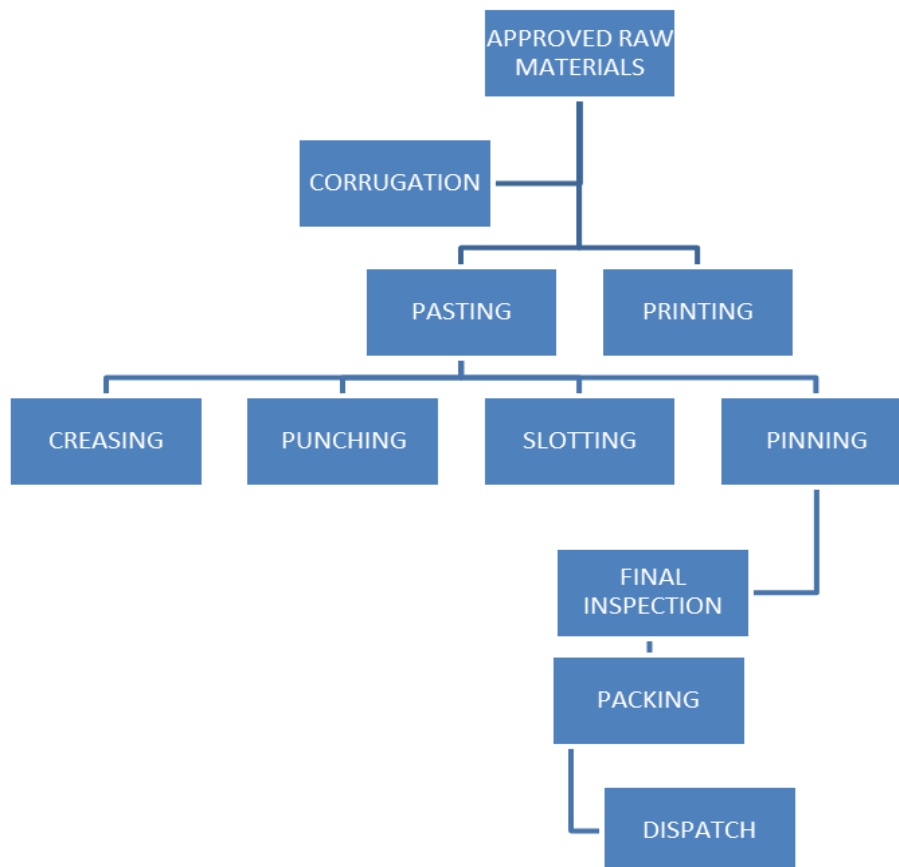 APPROVED RAW
MATERIALS
CORRUGATION
PASTING
PRINTING
CREASING
PUNCHING
SLOTTING
PINNING
FINAL
INSPECTION
PACKING
DISPATCH